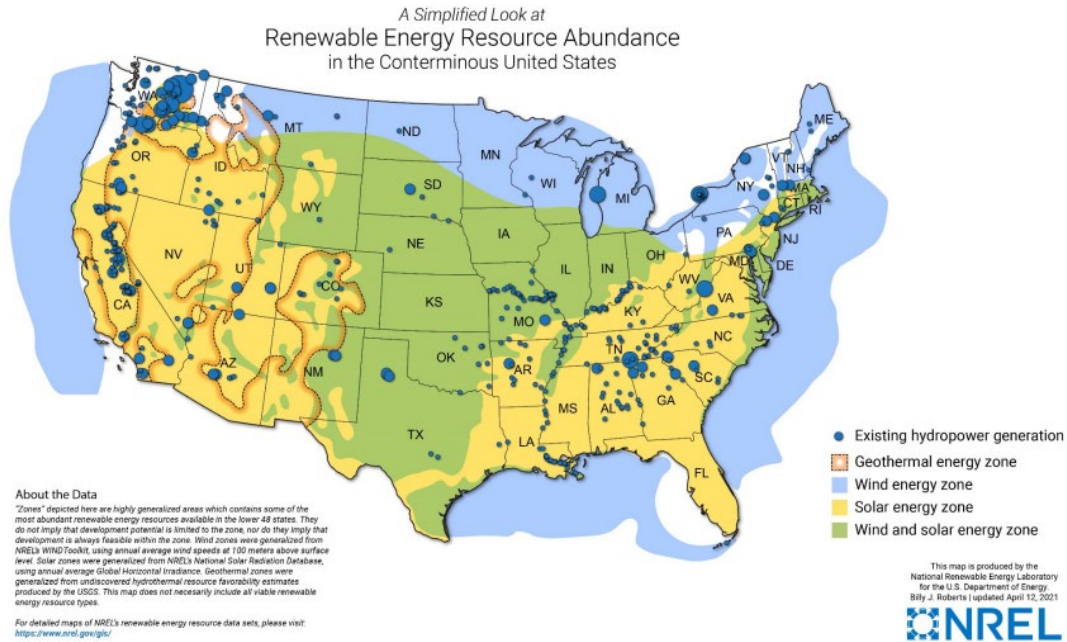 A Simplified Look at
Renewable Energy Resource Abundance
in the Conterminous United States
WA
MT
ND
MN
ME
OR
ID
SD
WI
MI
NY
VT
NH
MA
CT
RI
WY
NE
IA
PA
NJ
NV
UT
CO
IL
IN
OH
MD
DE
WV
CA
KS
MO
KY
VA
AZ
NM
OK
AR
TN
NC
SC
TX
LA
MS
AL
GA
FL
Existing hydropower generation
Geothermal energy zone
Wind energy zone
Solar energy zone
Wind and solar energy zone
About the Data
"Zones" depicted here are highly generalized areas which contains some of the
most abundant renewable energy resources available in the lower 48 states. They
do not imply that development potential is limited to the zone, nor do they imply that
development is always feasible within the zone. Wind zones were generalized from
NREL's WINDToolkit, using annual average wind speeds at 100 meters above surface
level. Solar zones were generalized from NREL's National Solar Radiation Database,
using annual average Global Horizontal Irradiance. Geothermal zones were
generalized from undiscovered hydrothermal resource favorability estimates
produced by the USGS. This map does not necesarily include all viable renewable
energy resource types.
For detailed maps of NREL's renewable energy resource data sets, please visit:
https://www.nrel.gov/gis/
This map is produced by the
National Renewable Energy Laboratory
for the U.S. Department of Energy.
Billy J. Roberts | updated April 12, 2021
NREL